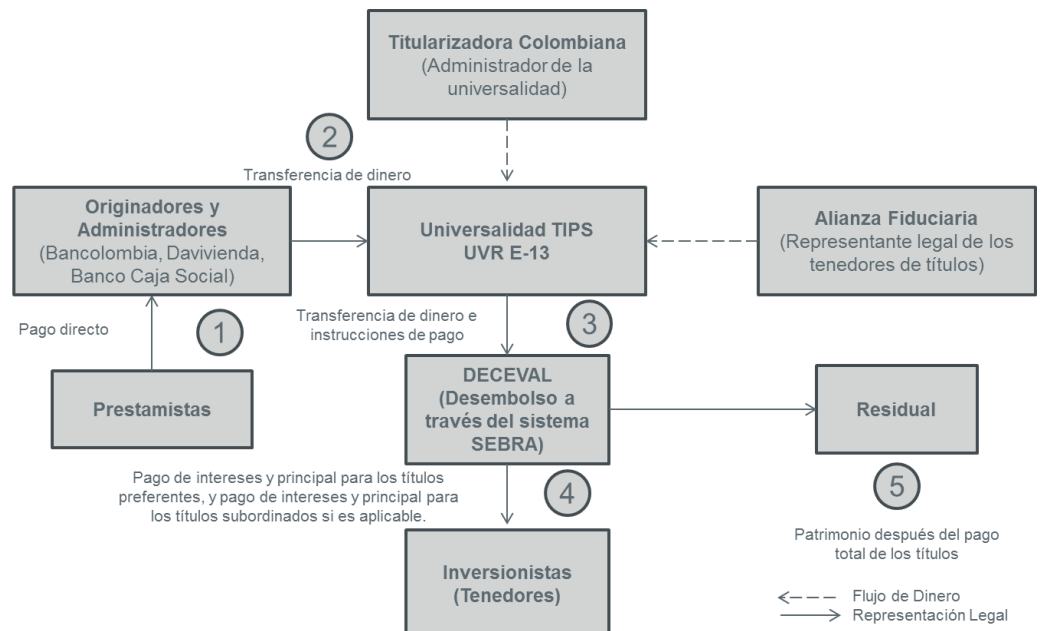 Titularizadora Colombiana
(Administrador de la
universalidad)
2
Transferencia de dinero
Originadores y
Administradores
(Bancolombia, Davivienda,
Banco Caja Social)
Universalidad TIPS
UVR E-13
Alianza Fiduciaria
(Representante legal de los
tenedores de títulos)
Pago directo
1
Transferencia de dinero e
instrucciones de pago
3
Prestamistas
DECEVAL
(Desembolso a
través del sistema
SEBRA)
Residual
Pago de intereses y principal para los títulos
preferentes, y pago de intereses y principal para
los títulos subordinados si es aplicable.
4
5
Patrimonio después del pago
total de los títulos
Inversionistas
(Tenedores)
Flujo de Dinero
Representación Legal